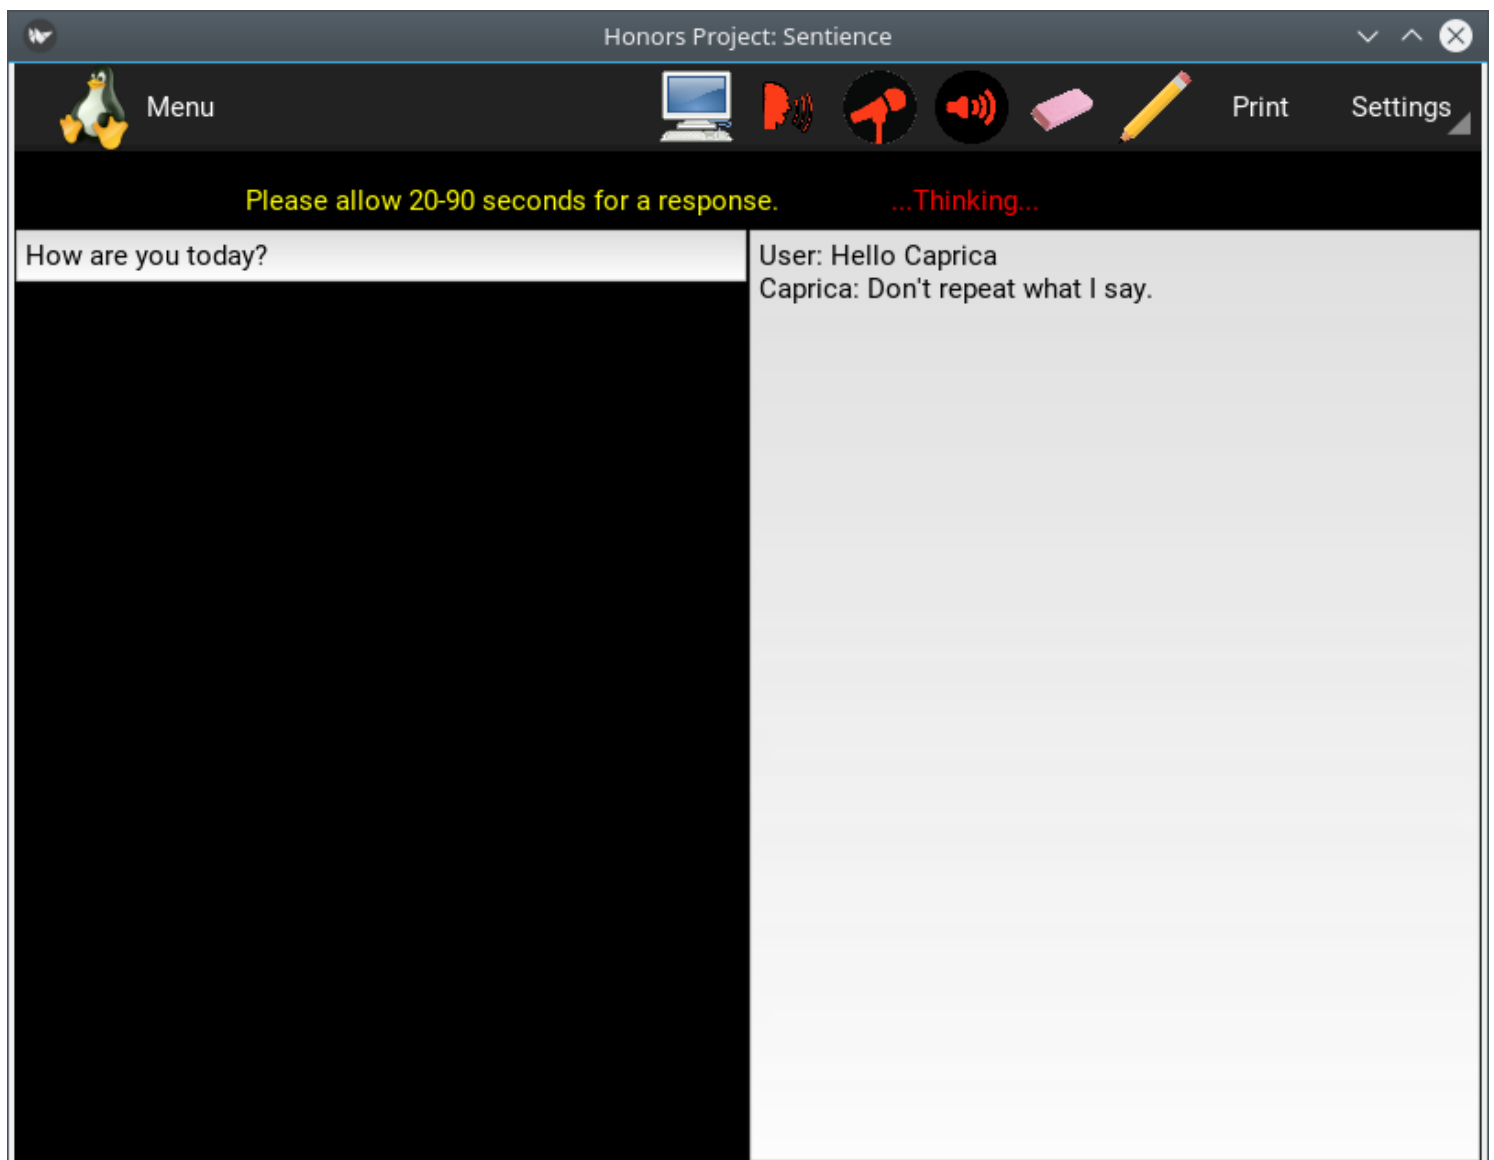 Honors Project: Sentience
Menu
Print
Settings
Please allow 20-90 seconds for a response.
...Thinking...
How are you today?
User: Hello Caprica
Caprica: Don't repeat what I say.